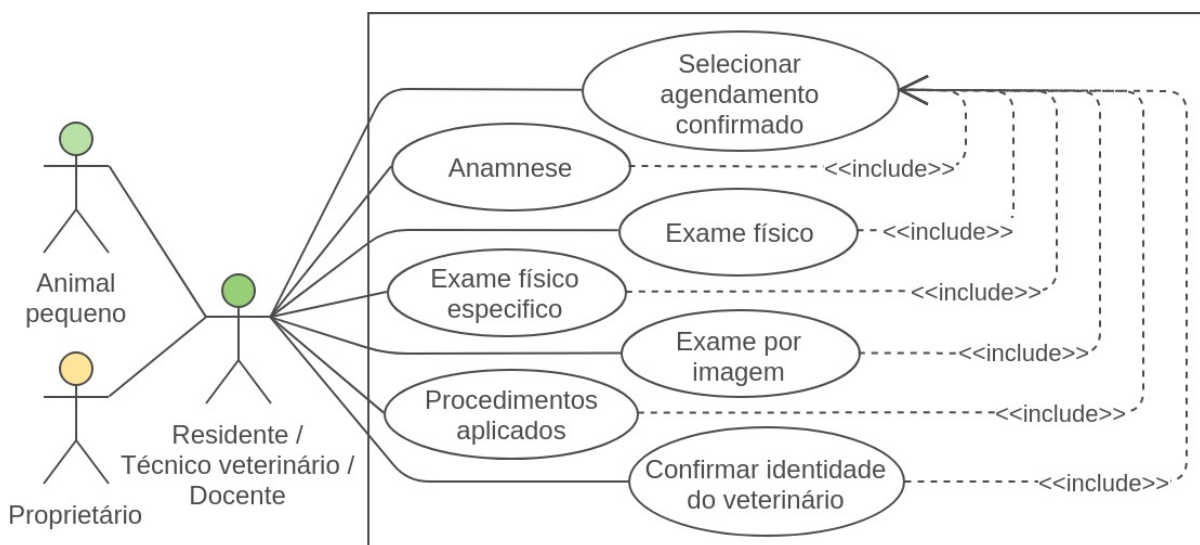 Selecionar
agendamento
confirmado
Anamnese
<<include>>
Exame físico
<<include>>
Animal
pequeno
Exame físico
especifico
<<include>>
Exame por
imagem
<<include>>
Procedimentos
aplicados
<<include>>
Residente /
Técnico veterinário /
Docente
Proprietário
Confirmar identidade
do veterinário
<<include>>